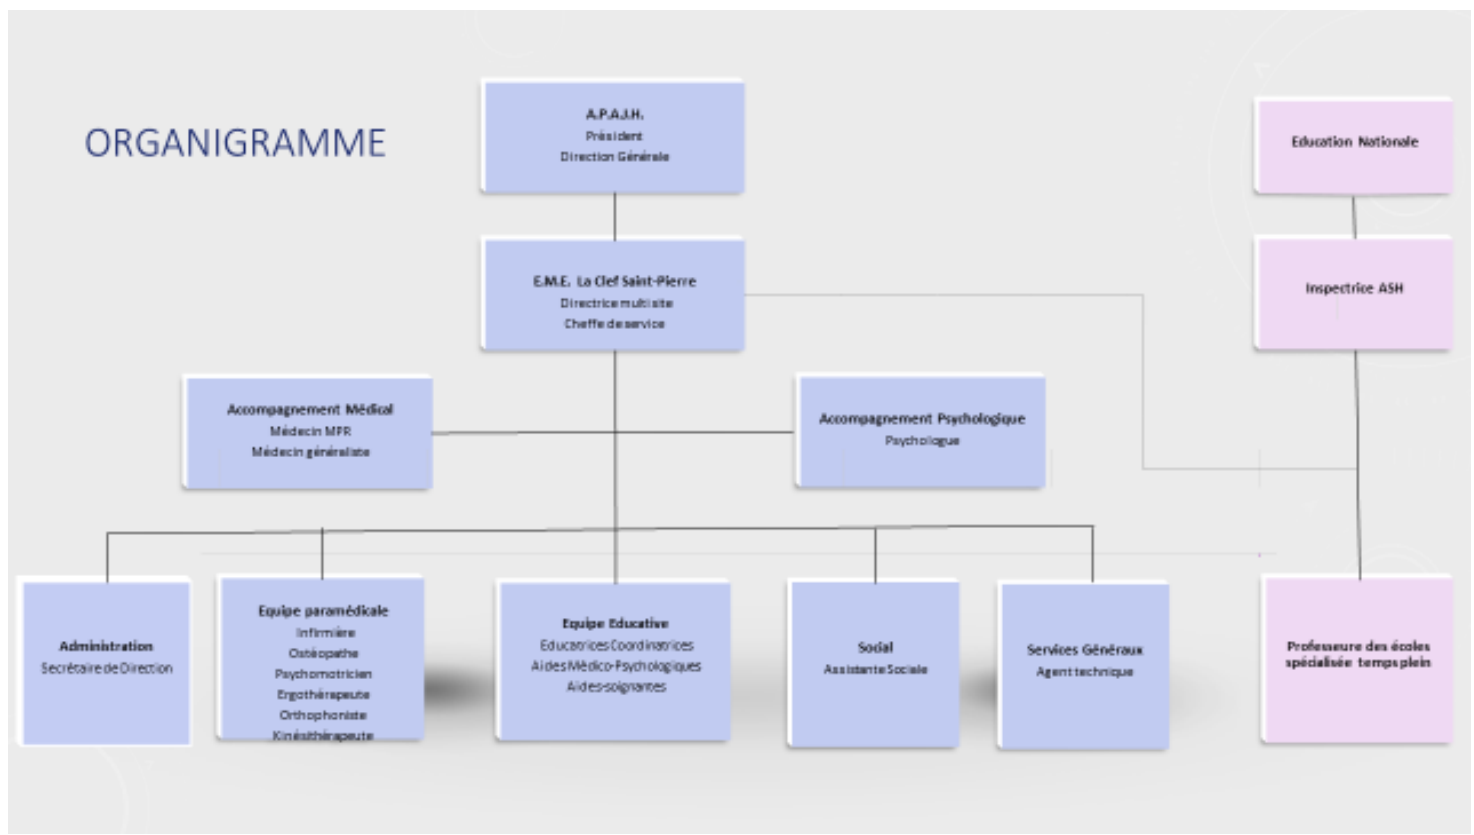 ORGANIGRAMME
A.P.A.J.H.
Président
Direction Générale
Education Nationale
E.M.E. La Clef Saint-Pierre
Directrice multi site
Cheffe de service
Inspectrice ASH
Accompagnement Médical
Médecin MPR
Médecin généraliste
Accompagnement Psychologique
Psychologue
Administration
Secrétaire de Direction
Equipe paramédicale
Infirmière
Ostéopathe
Psychomotricien
Ergothérapeute
Orthophoniste
Kinésithérapeute
Equipe Educative
Educatrices Coordinatrices
Aides Médico-Psychologiques
Aides-soignantes
Social
Assistante Sociale
Services Généraux
Agent technique
Professeure des écoles
spécialisée temps plein